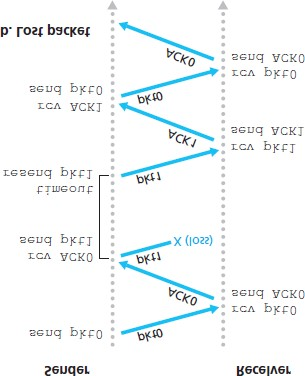 Sender
Receiver
send pkt0
pkt0
rcv pkt0
send ACK0
ACK0
rcv ACK0
send pkt1
pkt1
X (loss)
timeout
resend pkt1
pkt1
rcv pkt1
send ACK1
ACK1
rcv ACK1
send pkt0
pkt0
rcv pkt0
send ACK0
ACK0
b. Lost packet